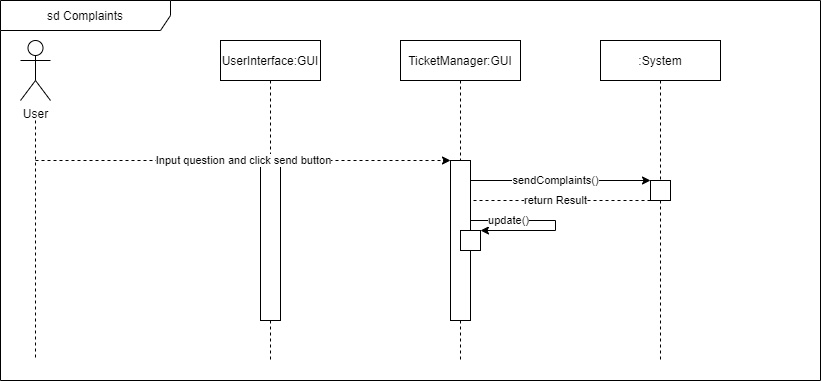 sd Complaints
User
UserInterface:GUI
TicketManager:GUI
:System
Input question and click send button
sendComplaints()
return Result
update()